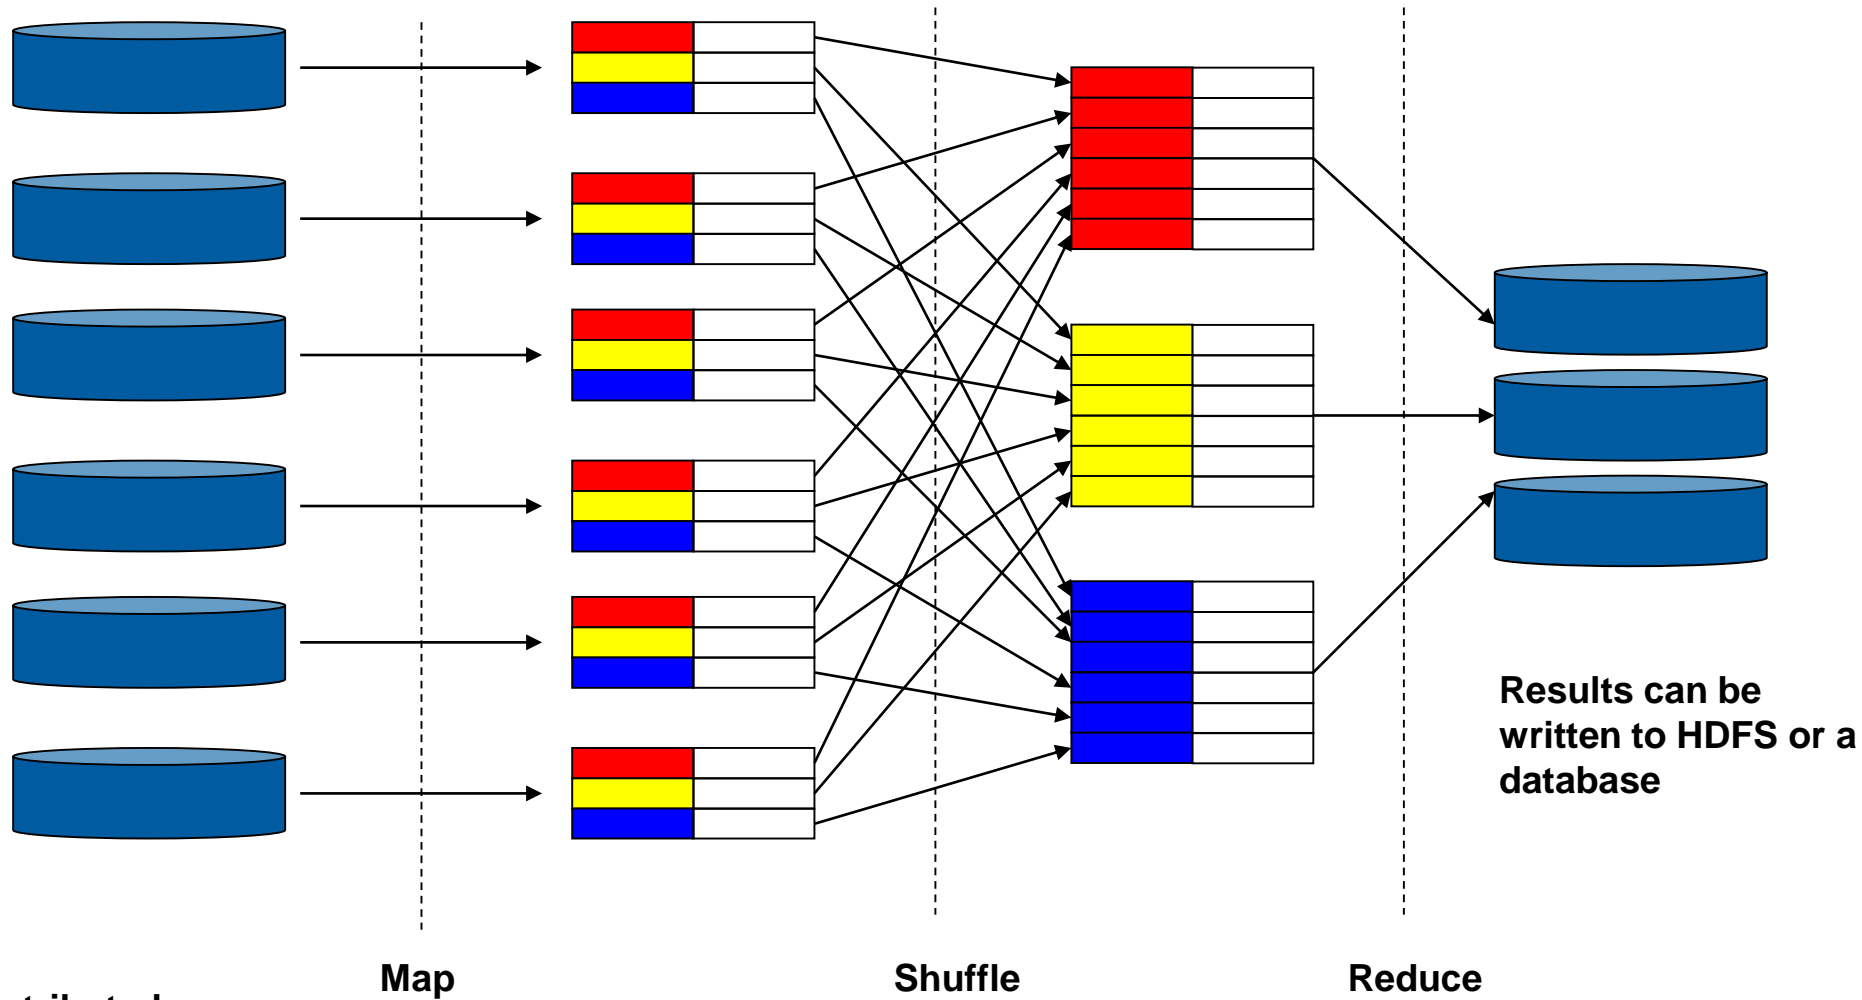 Results can be
written to HDFS or a
database
Map
Shuffle
Reduce